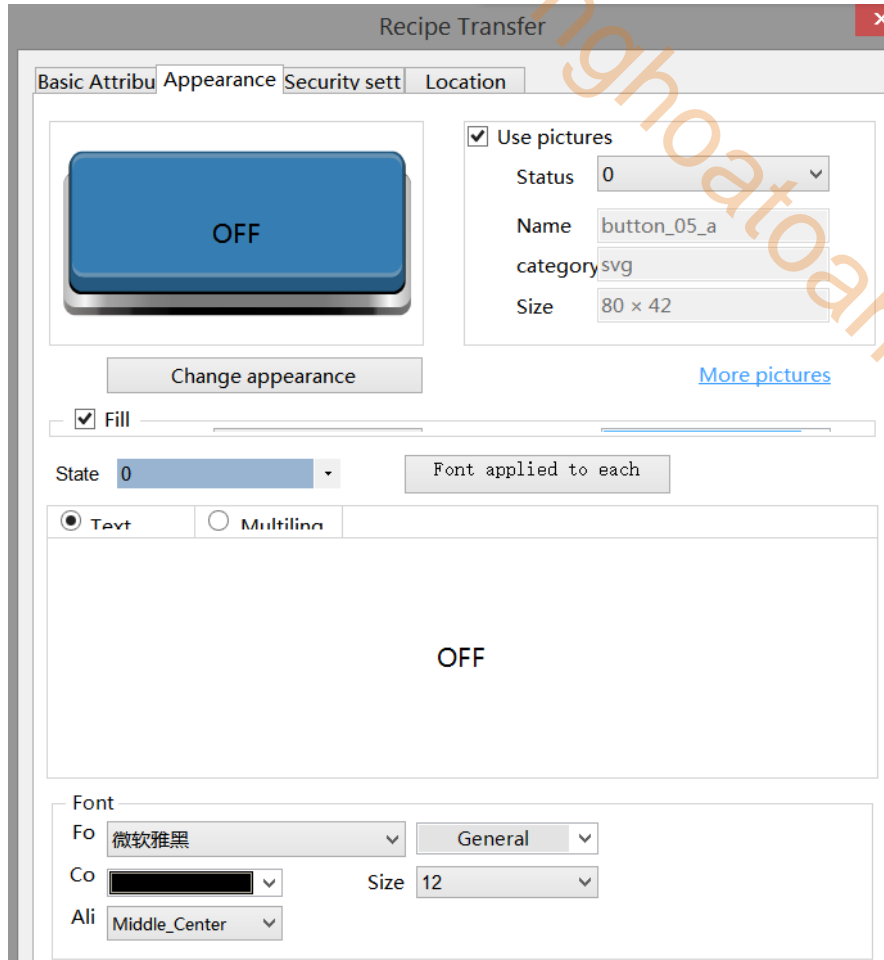 Recipe Transfer
Basic Attribu Appearance Security sett Location
Use pictures
Status 0
OFF
Name button_05_a
category svg
Size 80 × 42
Change appearance More pictures
Fill
State 0 Font applied to each
Text Multiling
OFF
Font
Fo 微软雅黑 General
Co Size 12
Ali Middle_Center
nghoatoan